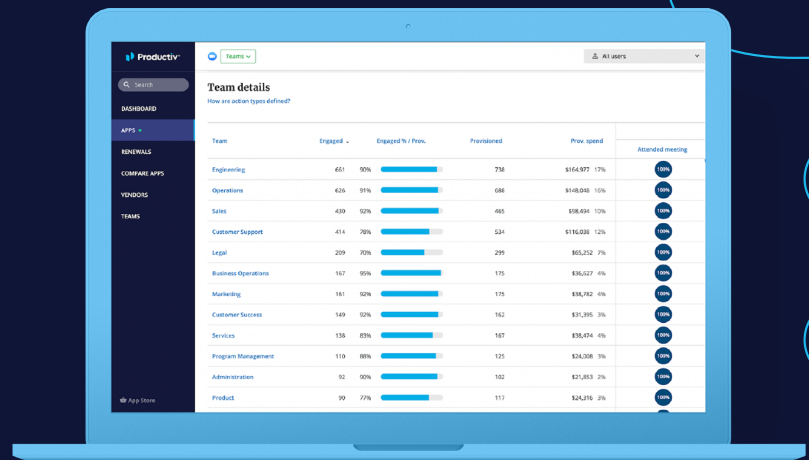 Productiv
Teams
All users
Search
Team details
How are action types defined?
DASHBOARD
APPS
RENEWALS
COMPARE APPS
VENDORS
TEAMS
App Store
Team Engaged Engaged % / Prov. Provisioned Prov. spend Attended meeting
Engineering 661 90% 738 $164,977 17% 100%
Operations 626 91% 688 $148,048 16% 100%
Sales 430 92% 465 $98,494 10% 100%
Customer Support 414 78% 534 $116,038 12% 100%
Legal 209 70% 299 $65,252 7% 100%
Business Operations 167 95% 175 $36,627 4% 100%
Marketing 161 92% 175 $38,782 4% 100%
Customer Success 149 92% 162 $31,395 3% 100%
Services 138 83% 167 $38,474 4% 100%
Program Management 110 88% 125 $24,008 3% 100%
Administration 92 90% 102 $21,853 2% 100%
Product 90 77% 117 $24,316 3% 100%